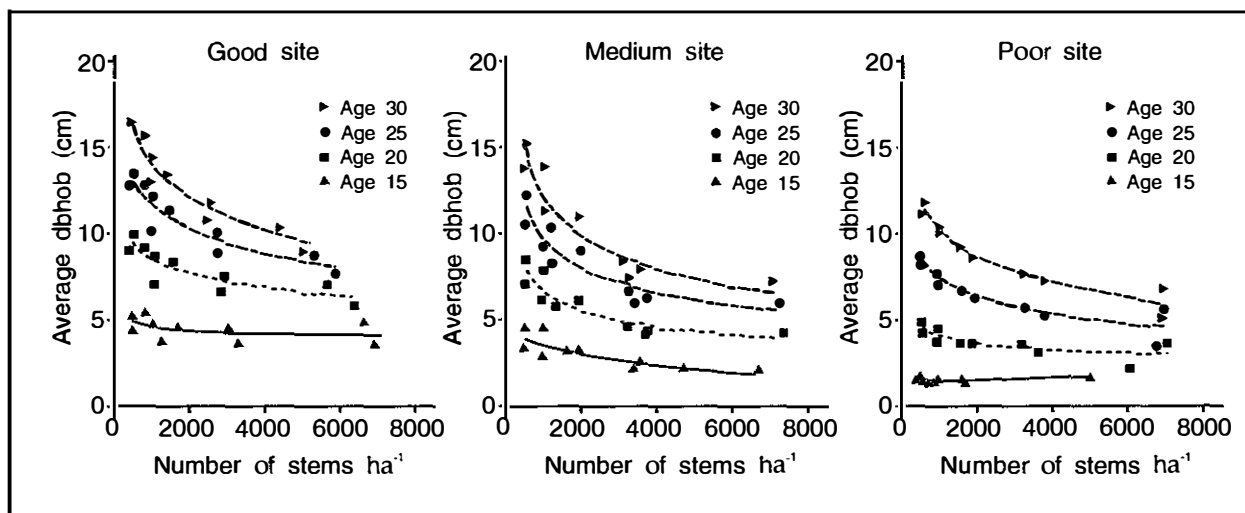 Good site
20
15
10
5
0
Average dbhob (cm)
Age 30
Age 25
Age 20
Age 15
0 2000 4000 6000 8000
Number of stems ha⁻¹
Medium site
20
15
10
5
0
Average dbhob (cm)
Age 30
Age 25
Age 20
Age 15
0 2000 4000 6000 8000
Number of stems ha⁻¹
Poor site
20
15
10
5
0
Average dbhob (cm)
Age 30
Age 25
Age 20
Age 15
0 2000 4000 6000 8000
Number of stems ha⁻¹